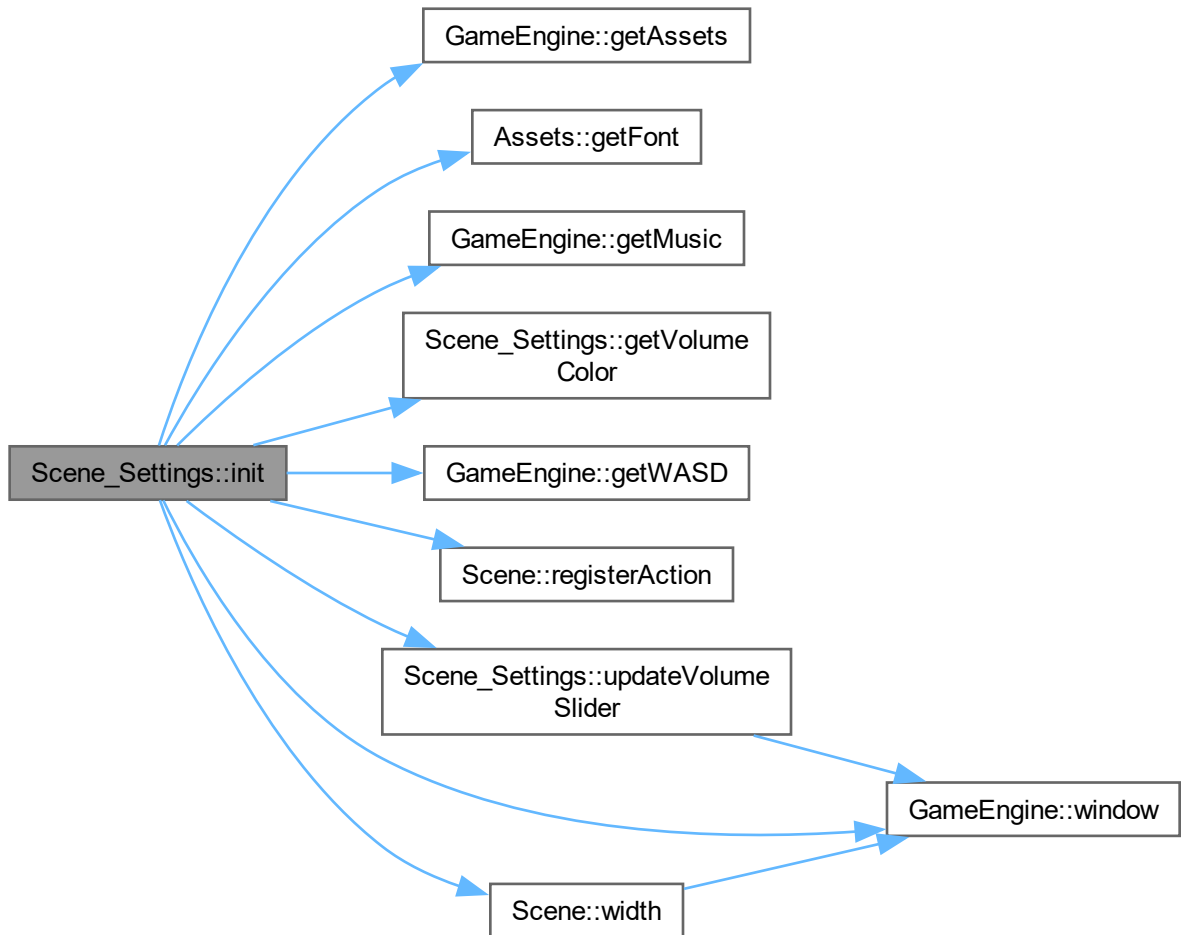 GameEngine::getAssets
Assets::getFont
GameEngine::getMusic
Scene_Settings::getVolume
Color
Scene_Settings::init
GameEngine::getWASD
Scene::registerAction
Scene_Settings::updateVolume
Slider
GameEngine::window
Scene::width